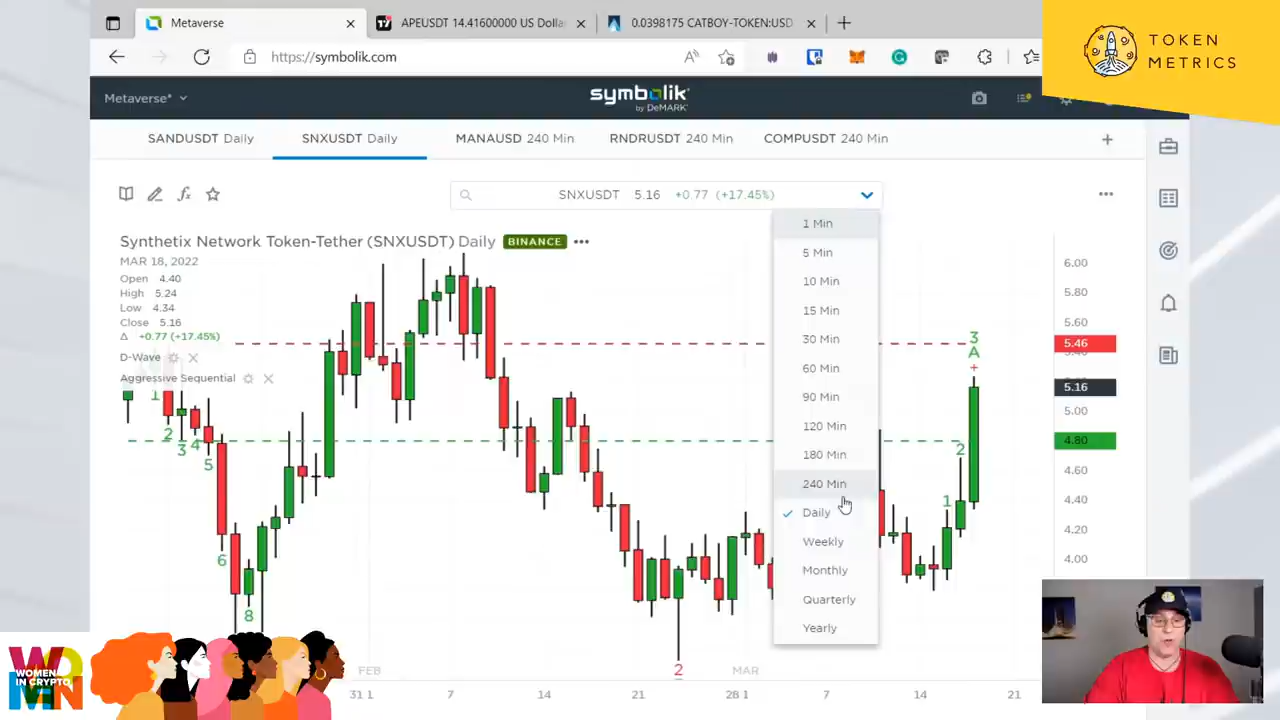 Metaverse
APEUSDT 14.41600000 US Dolla
0.0398175 CATBOY-TOKEN:USD
https://symbolik.com
TOKEN
METRICS
Metaverse*
symbolik
by DEMARK
SANDUSDT Daily
SNXUSDT Daily
MANAUSD 240 Min
RNDRUSDT 240 Min
COMPUSDT 240 Min
SNXUSDT 5.16 +0.77 (+17.45%)
1 Min
5 Min
10 Min
15 Min
30 Min
60 Min
90 Min
120 Min
180 Min
240 Min
Daily
Weekly
Monthly
Quarterly
Yearly
Synthetix Network Token-Tether (SNXUSDT) Daily BINANCE
MAR 18, 2022
Open 4.40
High 5.24
Low 4.34
Close 5.16
Δ +0.77 (+17.45%)
D-Wave
Aggressive Sequential
1
2
3
4
5
6
8
2
1
2
3
A
+
6.00
5.80
5.60
5.46
5.16
5.00
4.80
4.60
4.40
4.20
4.00
FEB
MAR
31 1
7
14
21
28 1
7
14
21
WOMN
WOMEN
IN CRYPTO